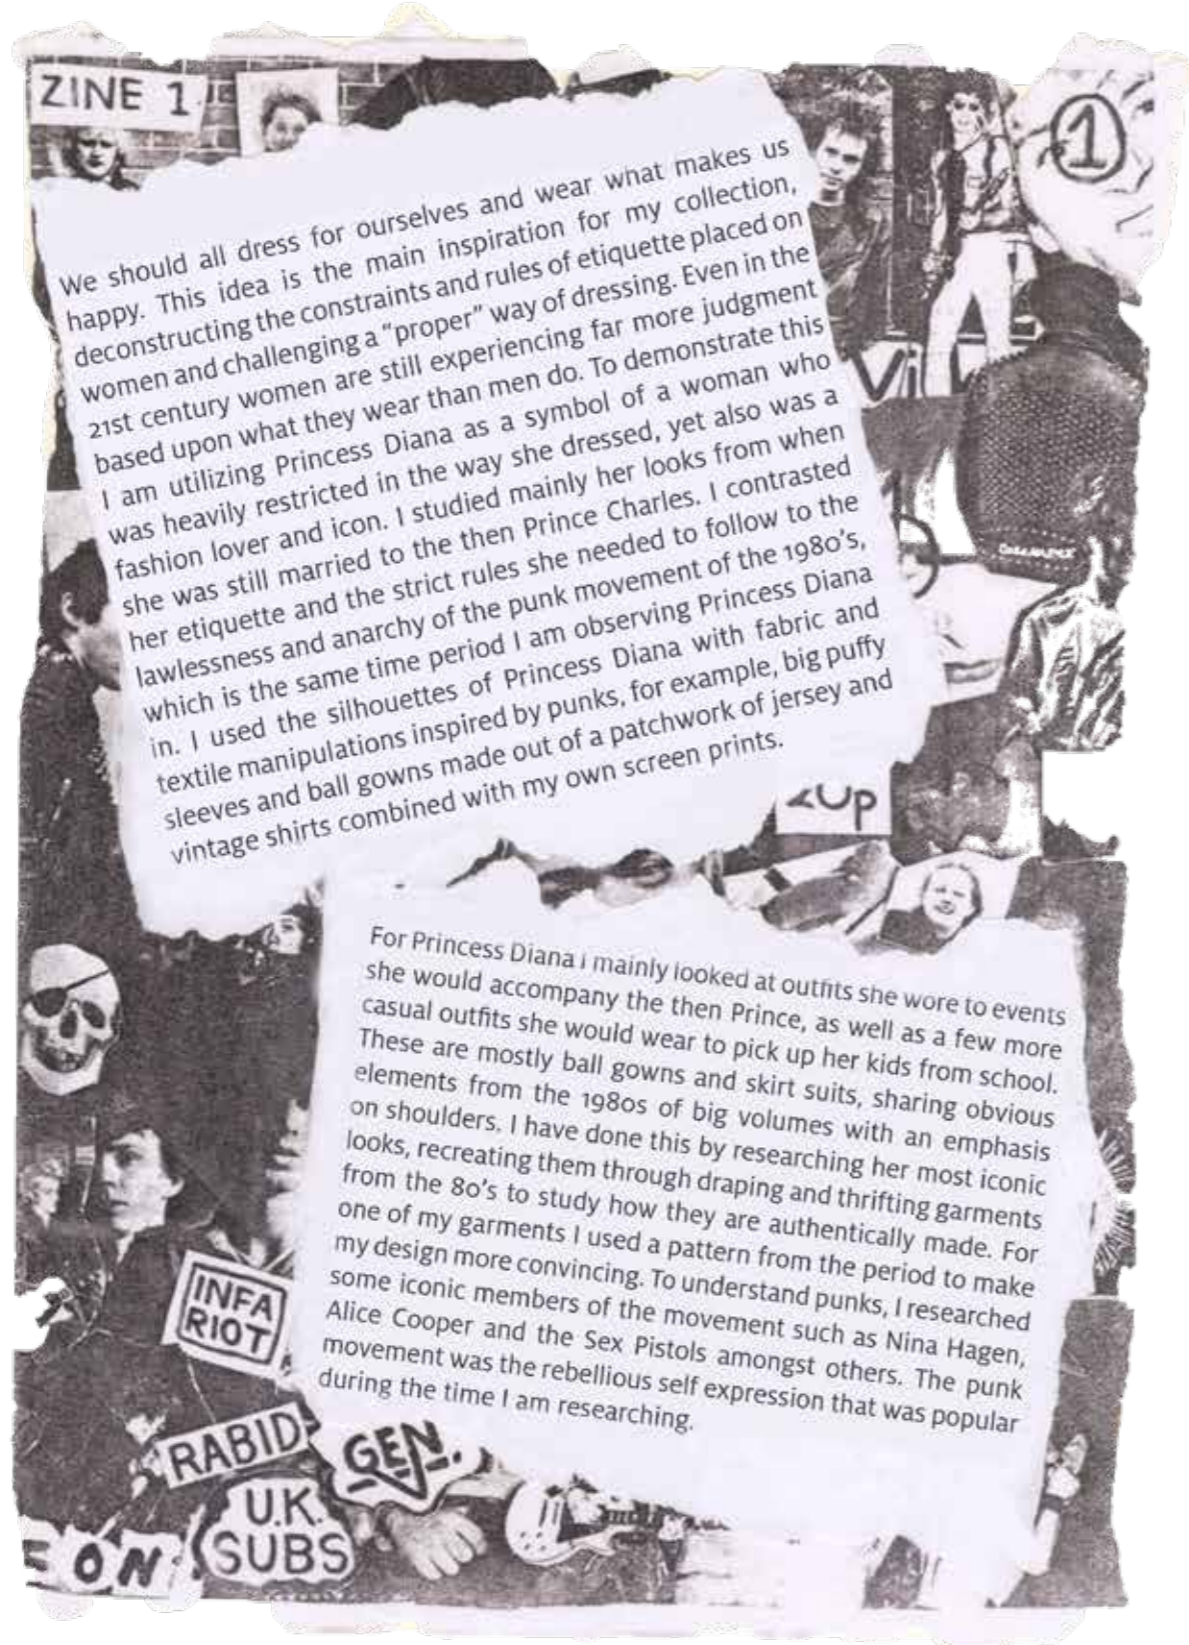 ZINE 1
1
We should all dress for ourselves and wear what makes us
happy. This idea is the main inspiration for my collection,
deconstructing the constraints and rules of etiquette placed on
women and challenging a “proper” way of dressing. Even in the
21st century women are still experiencing far more judgment
based upon what they wear than men do. To demonstrate this
I am utilizing Princess Diana as a symbol of a woman who
was heavily restricted in the way she dressed, yet also was a
fashion lover and icon. I studied mainly her looks from when
she was still married to the then Prince Charles. I contrasted
her etiquette and the strict rules she needed to follow to the
lawlessness and anarchy of the punk movement of the 1980’s,
which is the same time period I am observing Princess Diana
in. I used the silhouettes of Princess Diana with fabric and
textile manipulations inspired by punks, for example, big puffy
sleeves and ball gowns made out of a patchwork of jersey and
vintage shirts combined with my own screen prints.
For Princess Diana i mainly looked at outfits she wore to events
she would accompany the then Prince, as well as a few more
casual outfits she would wear to pick up her kids from school.
These are mostly ball gowns and skirt suits, sharing obvious
elements from the 1980s of big volumes with an emphasis
on shoulders. I have done this by researching her most iconic
looks, recreating them through draping and thrifting garments
from the 80’s to study how they are authentically made. For
one of my garments I used a pattern from the period to make
my design more convincing. To understand punks, I researched
some iconic members of the movement such as Nina Hagen,
Alice Cooper and the Sex Pistols amongst others. The punk
movement was the rebellious self expression that was popular
during the time I am researching.
INFA
RIOT
RABID
GEN.
U.K.
SUBS
ON